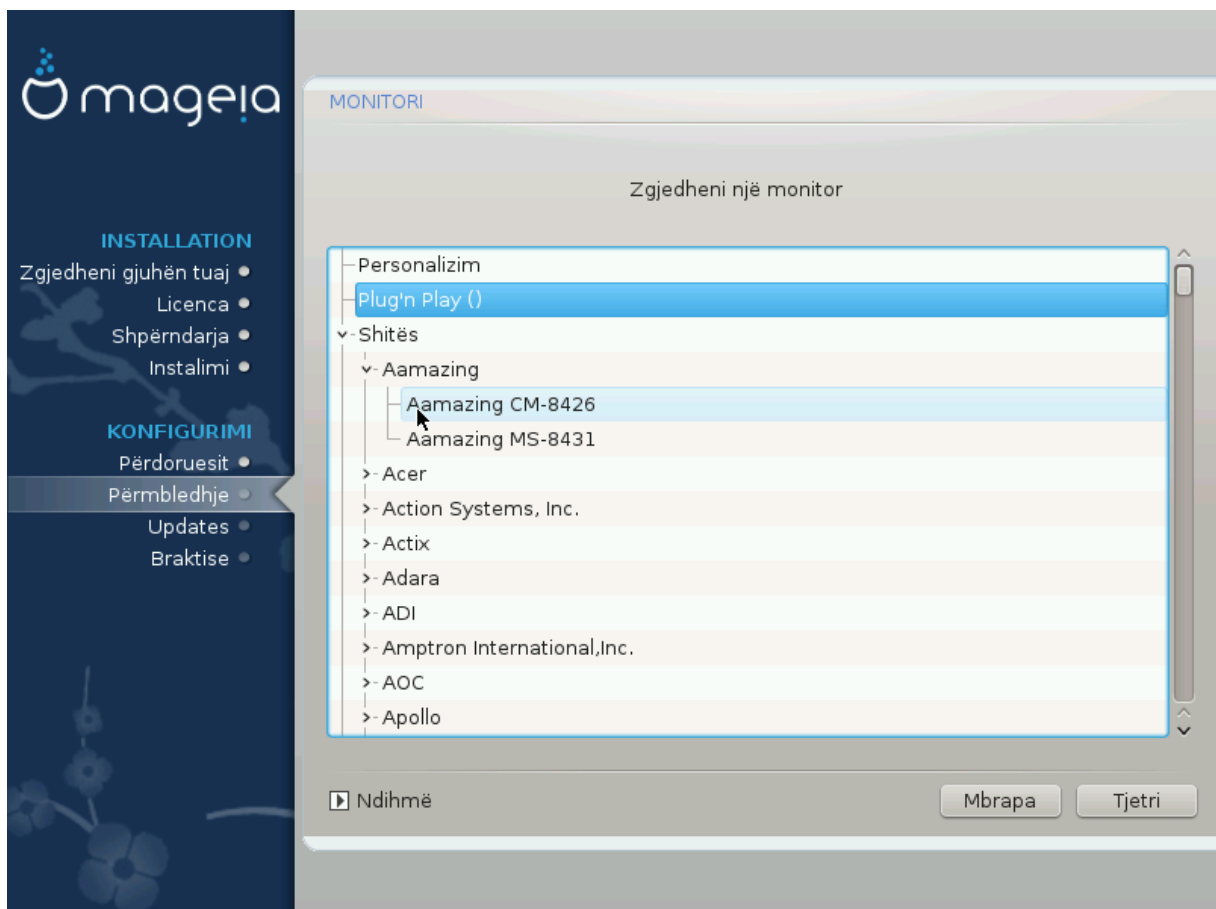 mageia
INSTALLATION
Zgjedheni gjuhën tuaj
Licenca
Shpërndarja
Instalimi
KONFIGURIMI
Përdoruesit
Përmbledhje
Updates
Braktise
MONITORI
Zgjedheni një monitor
Personalizim
Plug'n Play ()
Shitës
Aamazing
Aamazing CM-8426
Aamazing MS-8431
Acer
Action Systems, Inc.
Actix
Adara
ADI
Amptron International,Inc.
AOC
Apollo
Ndihmë
Mbrapa
Tjetri